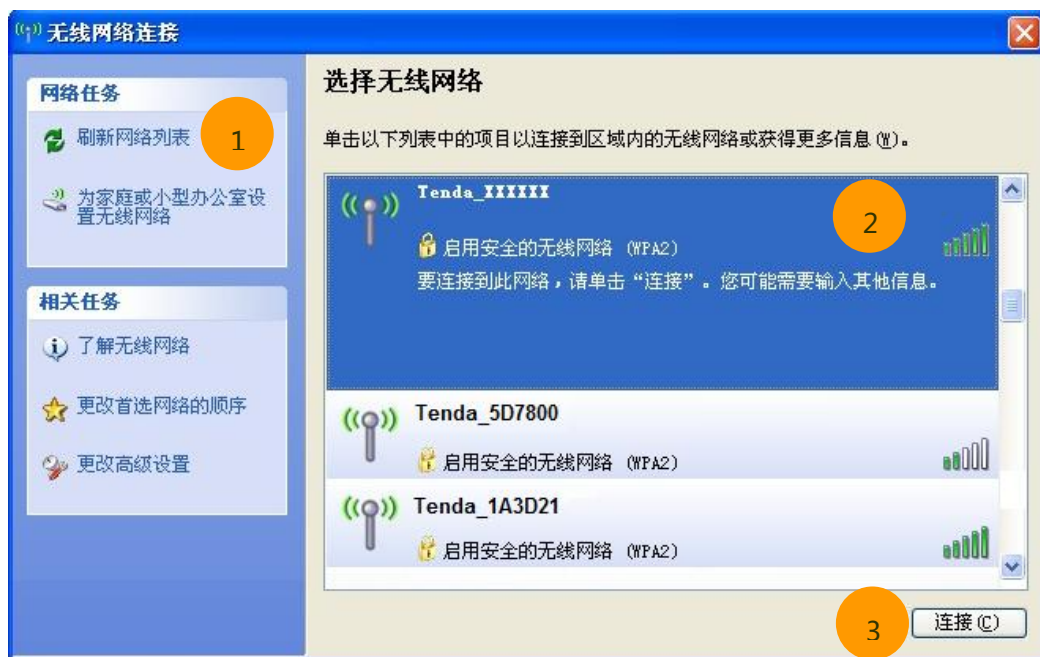 无线网络连接
网络任务
刷新网络列表
1
为家庭或小型办公室设
置无线网络
相关任务
了解无线网络
更改首选网络的顺序
更改高级设置
选择无线网络
单击以下列表中的项目以连接到区域内的无线网络或获得更多信息(W)。
Tenda_XXXXXX
2
启用安全的无线网络 (WPA2)
要连接到此网络，请单击“连接”。您可能需要输入其他信息。
Tenda_5D7800
启用安全的无线网络 (WPA2)
Tenda_1A3D21
启用安全的无线网络 (WPA2)
3
连接(C)